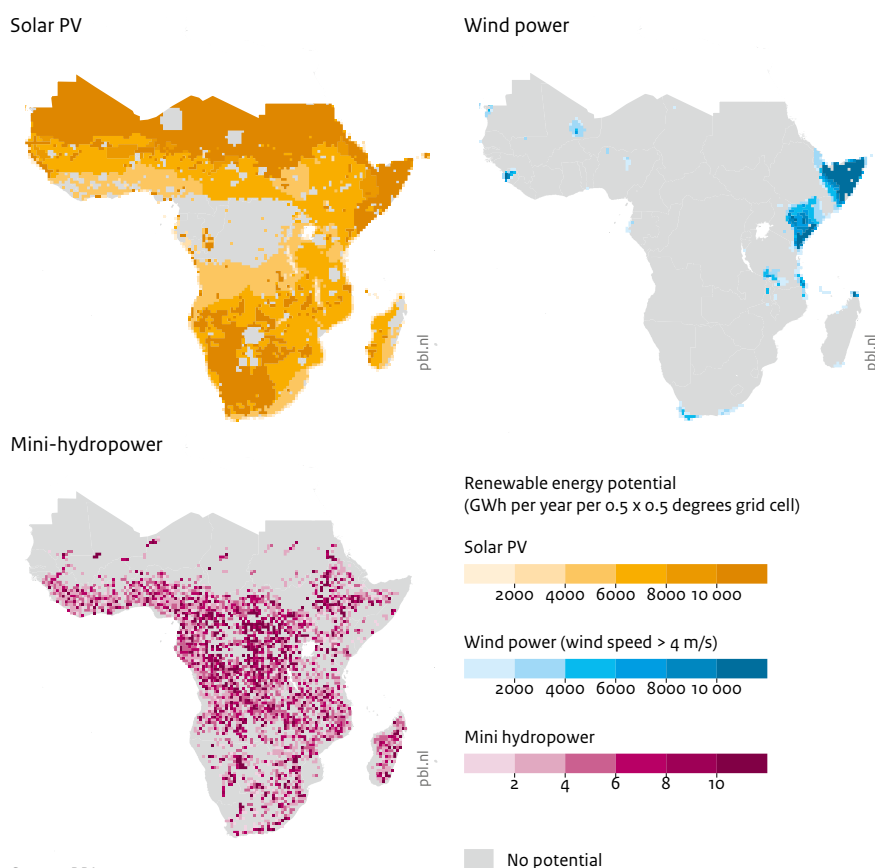 Solar PV
Wind power
pbl.nl
pbl.nl
Mini-hydropower
pbl.nl
Renewable energy potential
(GWh per year per 0.5 x 0.5 degrees grid cell)
Solar PV
2000 4000 6000 8000 10 000
Wind power (wind speed > 4 m/s)
2000 4000 6000 8000 10 000
Mini hydropower
2 4 6 8 10
No potential